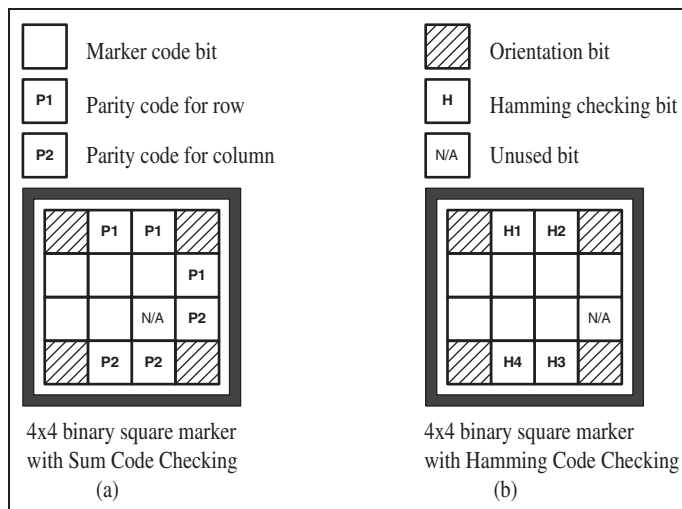 Marker code bit
P1 Parity code for row
P2 Parity code for column
Orientation bit
H Hamming checking bit
N/A Unused bit
P1 P1
P1
N/A P2
P2 P2
4x4 binary square marker
with Sum Code Checking
(a)
H1 H2
N/A
H4 H3
4x4 binary square marker
with Hamming Code Checking
(b)